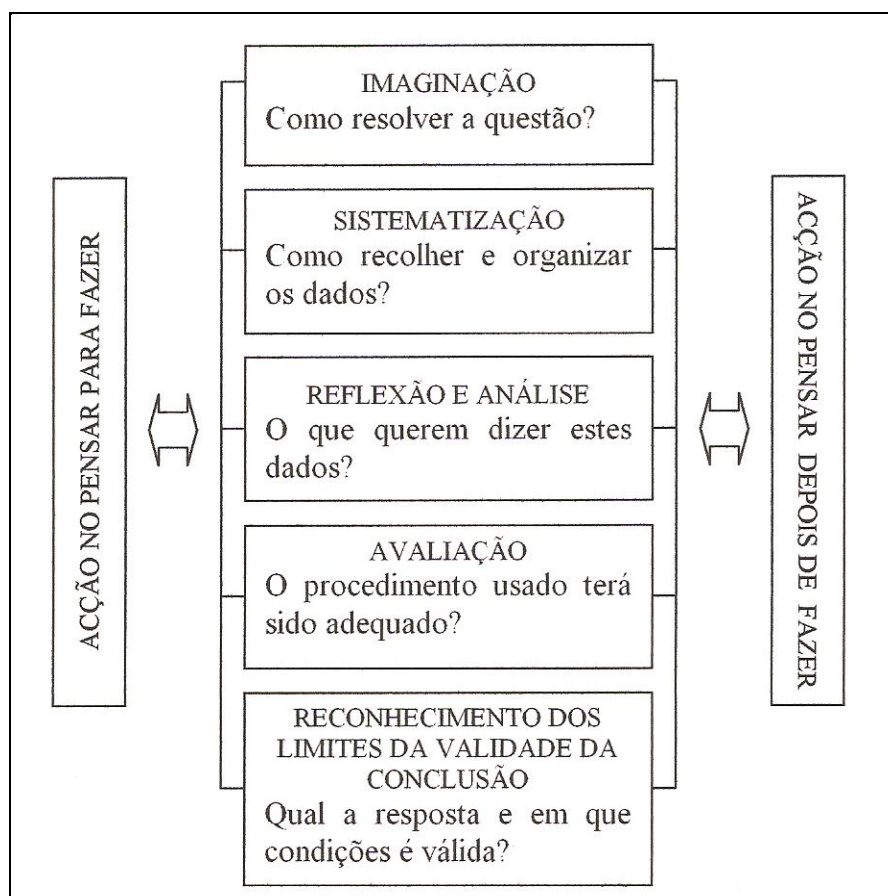 ACÇÃO NO PENSAR PARA FAZER
IMAGINAÇÃO
Como resolver a questão?
SISTEMATIZAÇÃO
Como recolher e organizar
os dados?
REFLEXÃO E ANÁLISE
O que querem dizer estes
dados?
AVALIAÇÃO
O procedimento usado terá
sido adequado?
RECONHECIMENTO DOS
LIMITES DA VALIDADE DA
CONCLUSÃO
Qual a resposta e em que
condições é válida?
ACÇÃO NO PENSAR DEPOIS DE FAZER